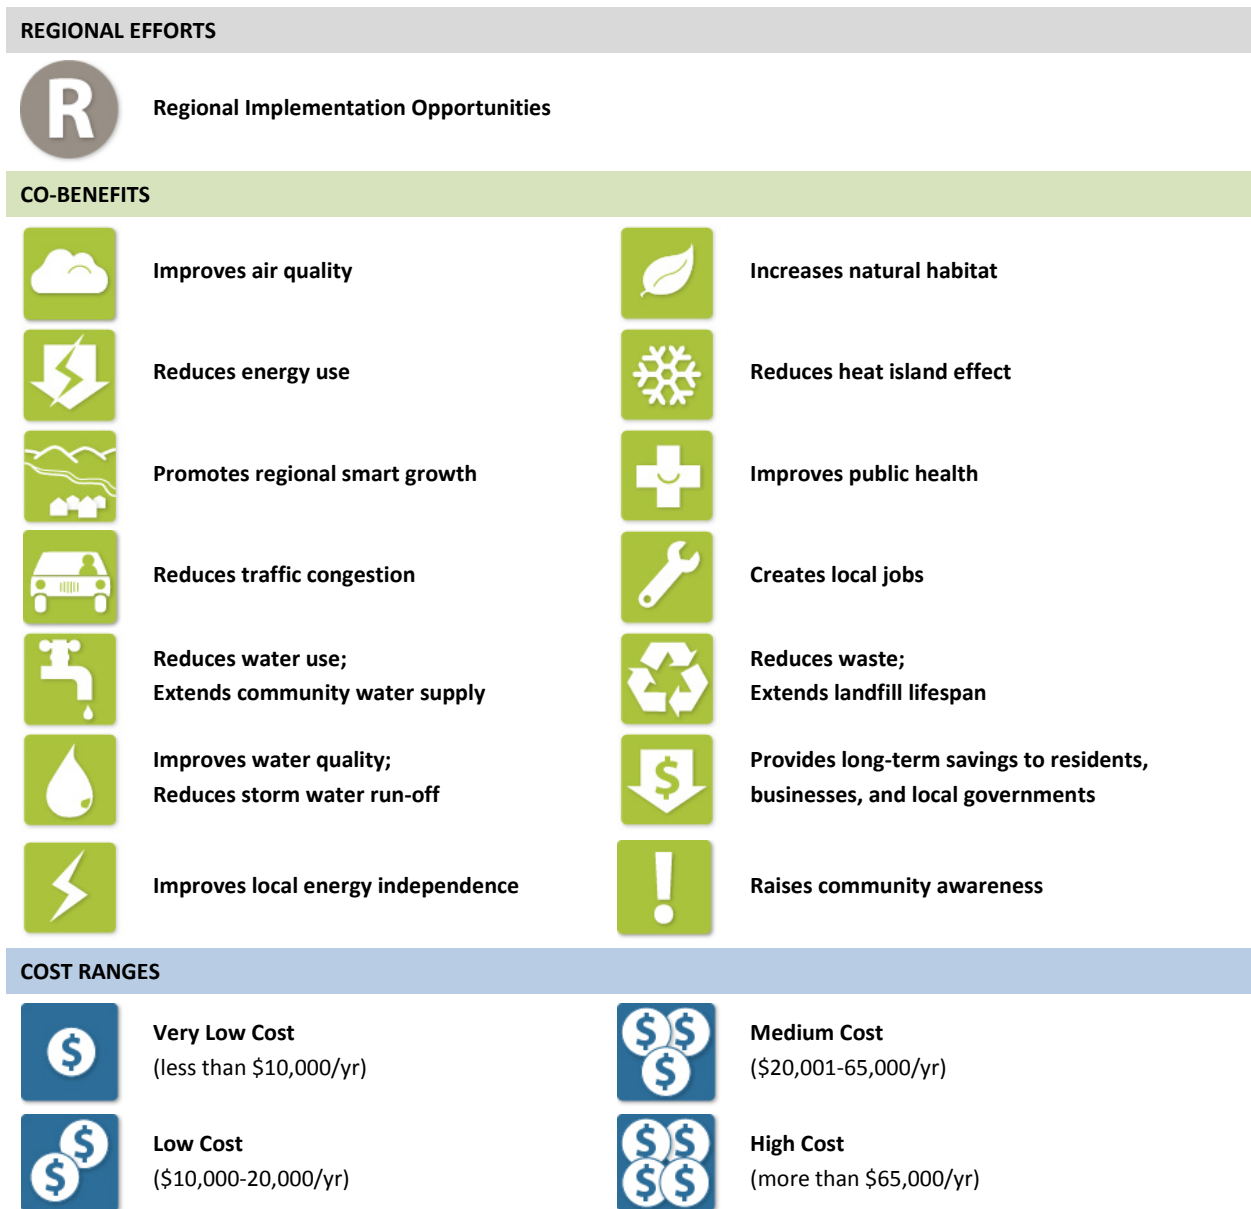 REGIONAL EFFORTS
R
Regional Implementation Opportunities
CO-BENEFITS
Improves air quality
Increases natural habitat
Reduces energy use
Reduces heat island effect
Promotes regional smart growth
Improves public health
Reduces traffic congestion
Creates local jobs
Reduces water use;
Extends community water supply
Reduces waste;
Extends landfill lifespan
Improves water quality;
Reduces storm water run-off
$
Provides long-term savings to residents,
businesses, and local governments
Improves local energy independence
!
Raises community awareness
COST RANGES
$
Very Low Cost
(less than $10,000/yr)
$$
$
Medium Cost
($20,001-65,000/yr)
$
$
Low Cost
($10,000-20,000/yr)
$$
$$
High Cost
(more than $65,000/yr)